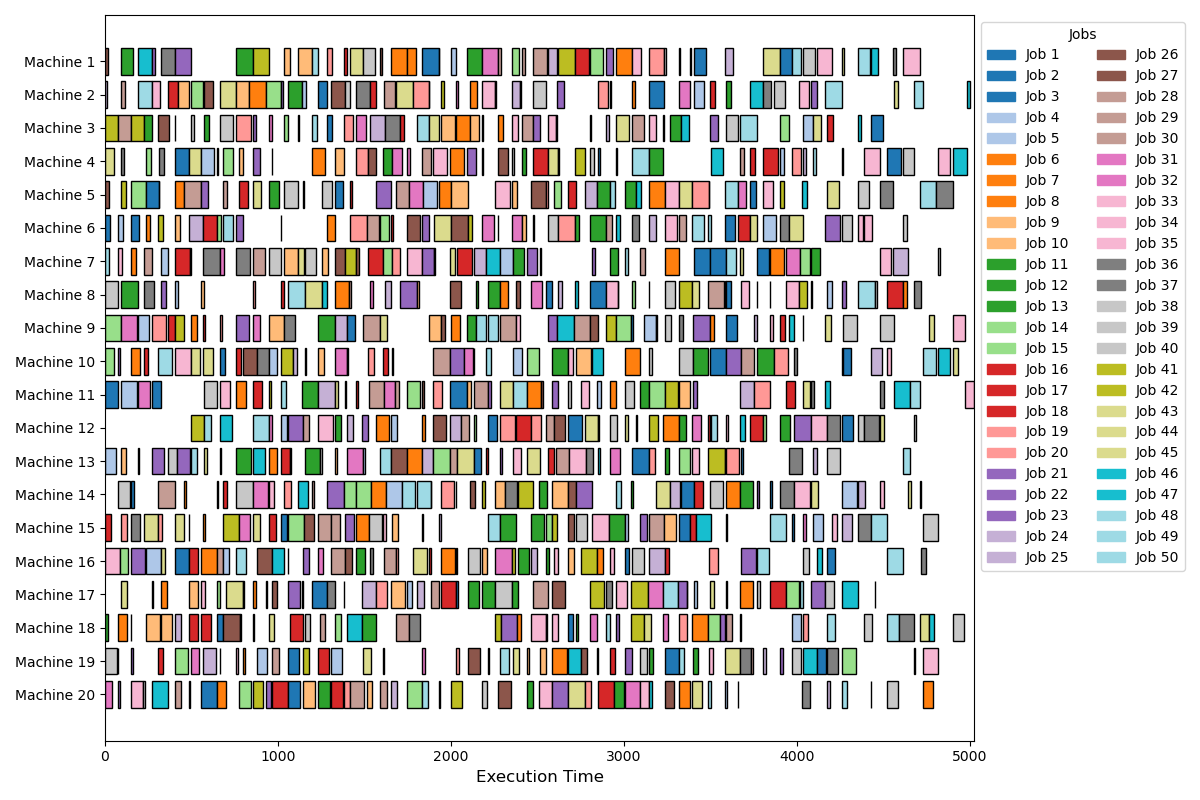 Machine 1
Machine 2
Machine 3
Machine 4
Machine 5
Machine 6
Machine 7
Machine 8
Machine 9
Machine 10
Machine 11
Machine 12
Machine 13
Machine 14
Machine 15
Machine 16
Machine 17
Machine 18
Machine 19
Machine 20
0 1000 2000 3000 4000 5000
Execution Time
Jobs
Job 1
Job 2
Job 3
Job 4
Job 5
Job 6
Job 7
Job 8
Job 9
Job 10
Job 11
Job 12
Job 13
Job 14
Job 15
Job 16
Job 17
Job 18
Job 19
Job 20
Job 21
Job 22
Job 23
Job 24
Job 25
Job 26
Job 27
Job 28
Job 29
Job 30
Job 31
Job 32
Job 33
Job 34
Job 35
Job 36
Job 37
Job 38
Job 39
Job 40
Job 41
Job 42
Job 43
Job 44
Job 45
Job 46
Job 47
Job 48
Job 49
Job 50